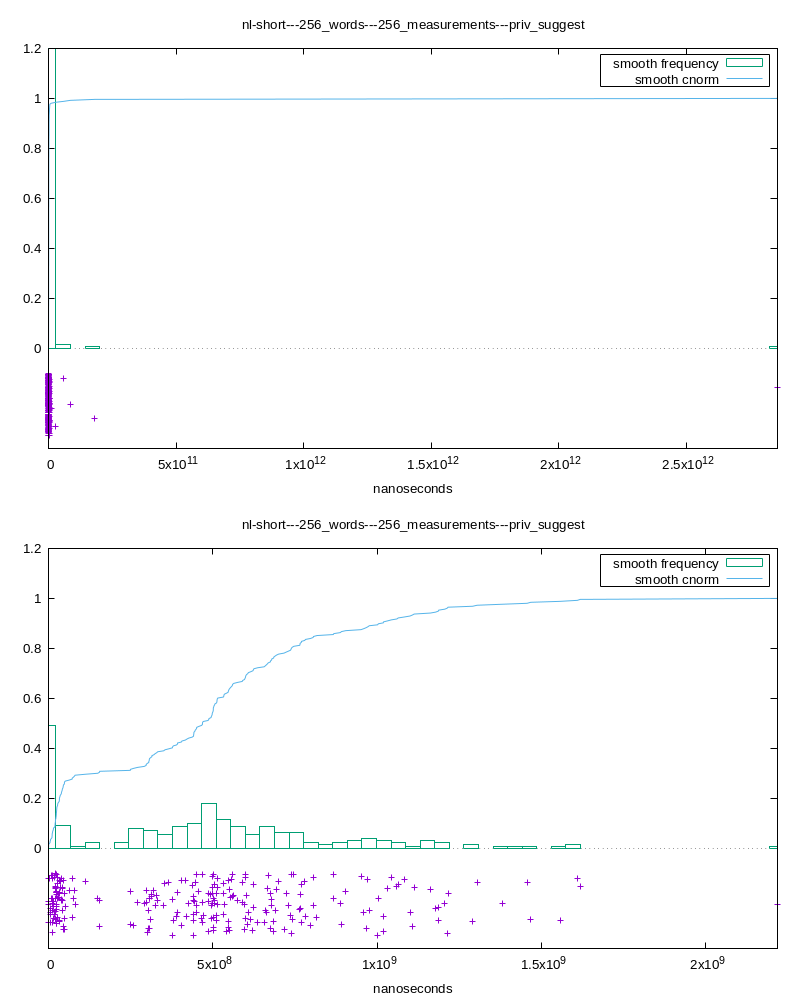 nl-short---256_words---256_measurements---priv_suggest
1.2
smooth frequency
smooth cnorm
1
0.8
0.6
0.4
0.2
0
0 5x10^11 1x10^12 1.5x10^12 2x10^12 2.5x10^12
nanoseconds
nl-short---256_words---256_measurements---priv_suggest
1.2
smooth frequency
smooth cnorm
1
0.8
0.6
0.4
0.2
0
0 5x10^8 1x10^9 1.5x10^9 2x10^9
nanoseconds